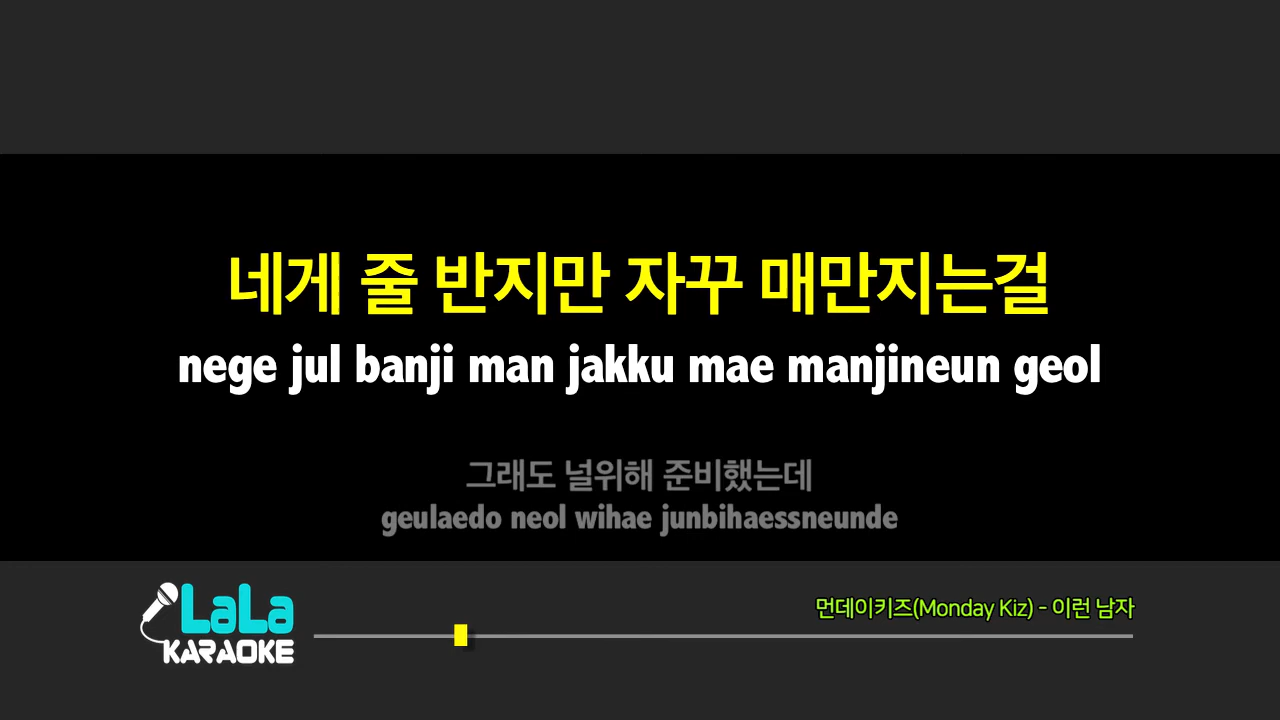 네게 줄 반지만 자꾸 매만지는걸
nege jul banji man jakku mae manjineun geol
그래도 널위해 준비했는데
geulaedo neol wihae junbihaessneunde
먼데이키즈(Monday Kiz) - 이런 남자
LaLa
KARAOKE